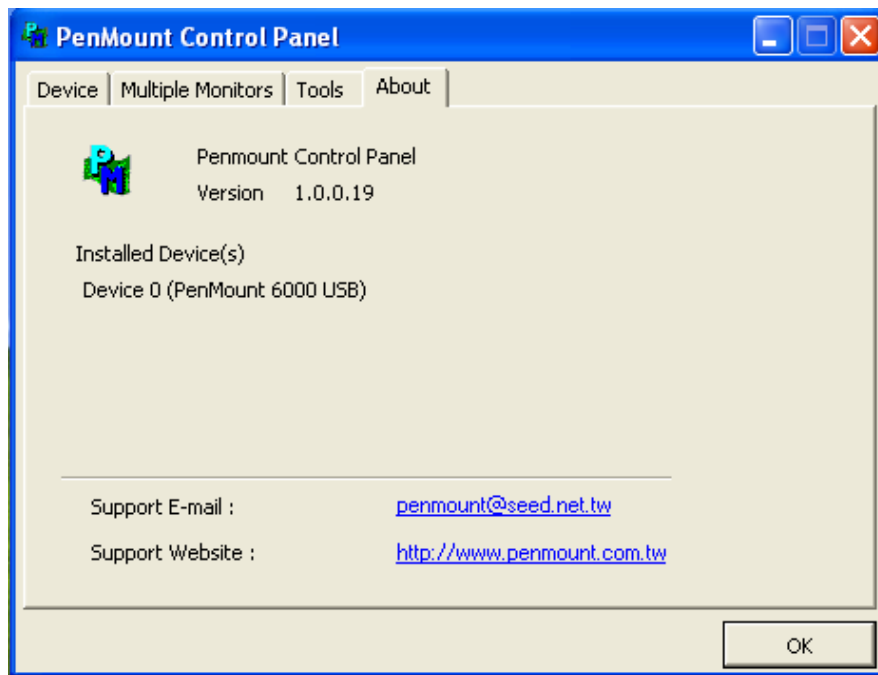 PenMount Control Panel
Device Multiple Monitors Tools About
Penmount Control Panel
Version 1.0.0.19
Installed Device(s)
Device 0 (PenMount 6000 USB)
Support E-mail : penmount@seed.net.tw
Support Website : http://www.penmount.com.tw
OK